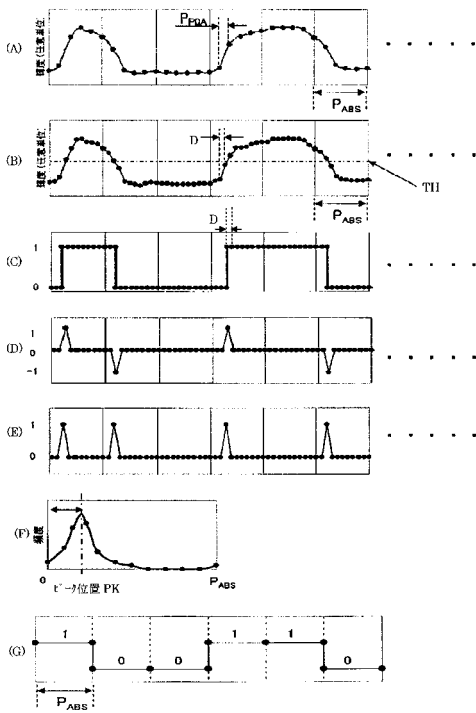 P_PDA
(A)
輝度(任意単位)
P_ABS
(B)
輝度(任意単位)
D
TH
P_ABS
D
(C)
1
0
(D)
1
0
-1
(E)
1
0
(F)
頻度
0
ピーク位置 PK
P_ABS
(G)
1 0 0 1 1 0
P_ABS